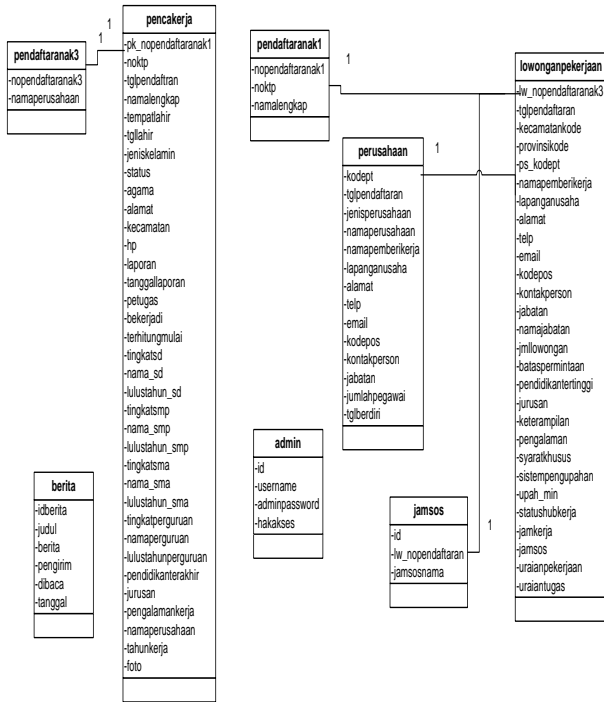 pendaftaranak3
-nopendaftaranak3
-namaperusahaan
1
1
pencakerja
-pk_nopendaftaranak1
-noktp
-tglpendaftran
-namalengkap
-tempatlahir
-tgllahir
-jeniskelamin
-status
-agama
-alamat
-kecamatan
-hp
-laporan
-tanggallaporan
-petugas
-bekerjadi
-terhitungmulai
-tingkatsd
-nama_sd
-lulustahun_sd
-tingkatsmp
-nama_smp
-lulustahun_smp
-tingkatsma
-nama_sma
-lulustahun_sma
-tingkatperguruan
-namaperguruan
-lulustahunperguruan
-pendidikanterakhir
-jurusan
-pengalamankerja
-namaperusahaan
-tahunkerja
-foto
berita
-idberita
-judul
-berita
-pengirim
-dibaca
-tanggal
pendaftaranak1
-nopendaftaranak1
-noktp
-namalengkap
1
perusahaan
-kodept
-tglpendaftaran
-jenisperusahaan
-namaperusahaan
-namapemberikerja
-lapanganusaha
-alamat
-telp
-email
-kodepos
-kontakperson
-jabatan
-jumlahpegawai
-tglberdiri
1
admin
-id
-username
-adminpassword
-hakakses
jamsos
-id
-lw_nopendaftaran
-jamsosnama
1
lowonganpekerjaan
-lw_nopendaftaranak3
-tglpendaftaran
-kecamatankode
-provinsikode
-ps_kodept
-namapemberikerja
-lapanganusaha
-alamat
-telp
-email
-kodepos
-kontakperson
-jabatan
-namajabatan
-jmllowongan
-bataspermintaan
-pendidikantertinggi
-jurusan
-keterampilan
-pengalaman
-syaratkhusus
-sistempengupahan
-upah_min
-statushubkerja
-jamkerja
-jamsos
-uraianpekerjaan
-uraiantugas